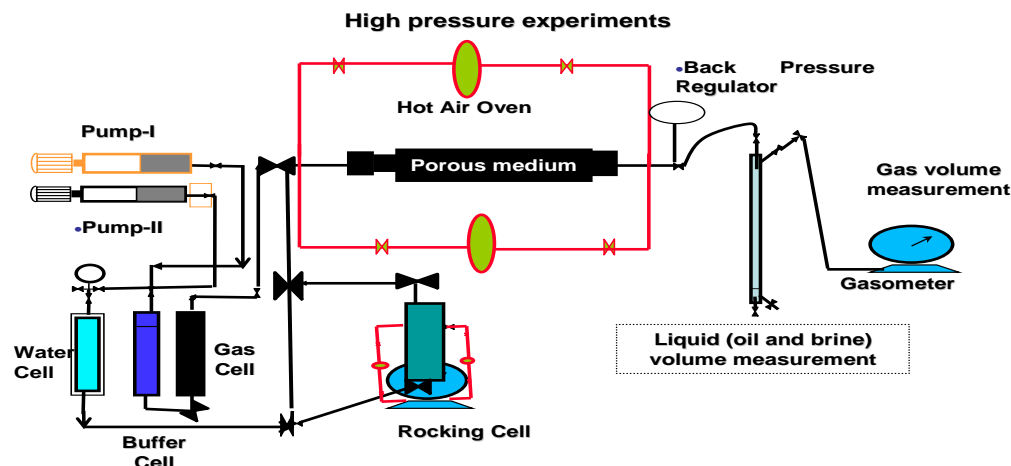 High pressure experiments
•Back Pressure
Regulator
Hot Air Oven
Pump-I
Porous medium
Gas volume
measurement
•Pump-II
Gasometer
Water
Cell
Gas
Cell
Liquid (oil and brine)
volume measurement
Rocking Cell
Buffer
Cell